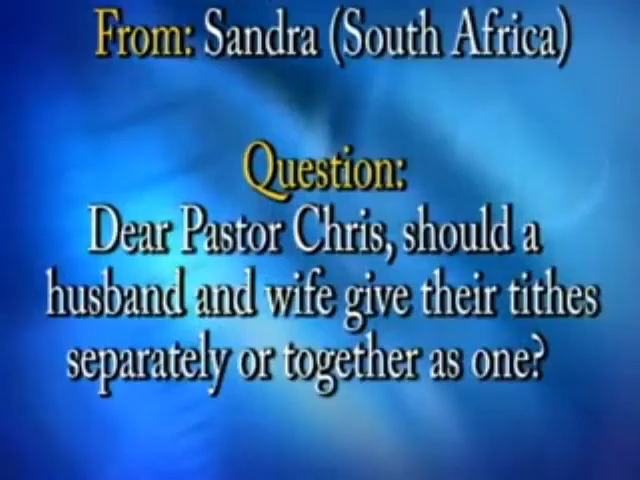 From: Sandra (South Africa)
Question:
Dear Pastor Chris, should a
husband and wife give their tithes
separately or together as one?